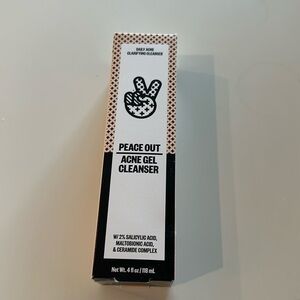 DAILY ACNE
CLARIFYING CLEANSER
PEACE OUT
ACNE GEL
CLEANSER
W/ 2% SALICYLIC ACID,
MALTOBIONIC ACID,
& CERAMIDE COMPLEX
Net Wt. 4 fl oz / 118 mL